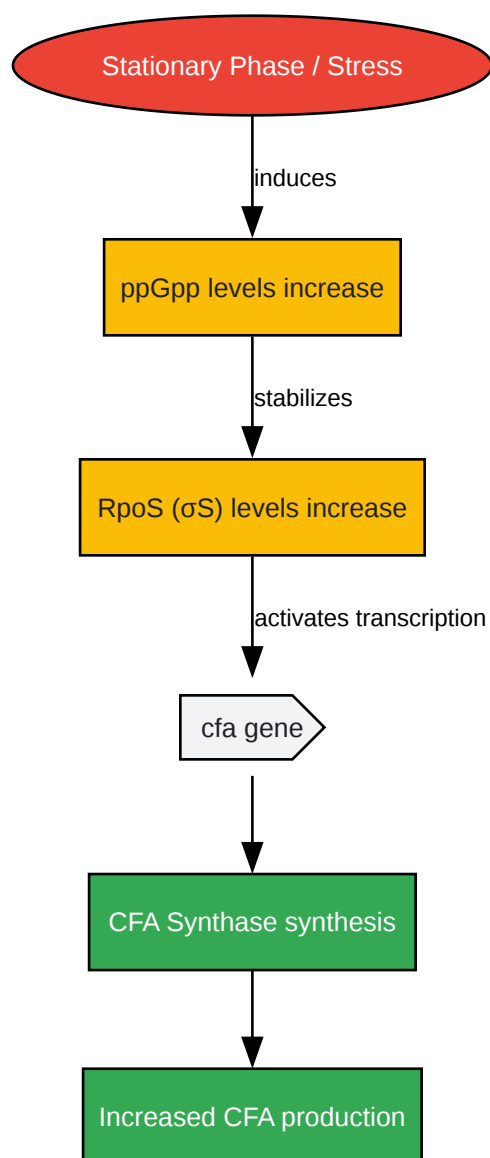 Stationary Phase / Stress
induces
ppGpp levels increase
stabilizes
RpoS (σS) levels increase
activates transcription
cfa gene
CFA Synthase synthesis
Increased CFA production